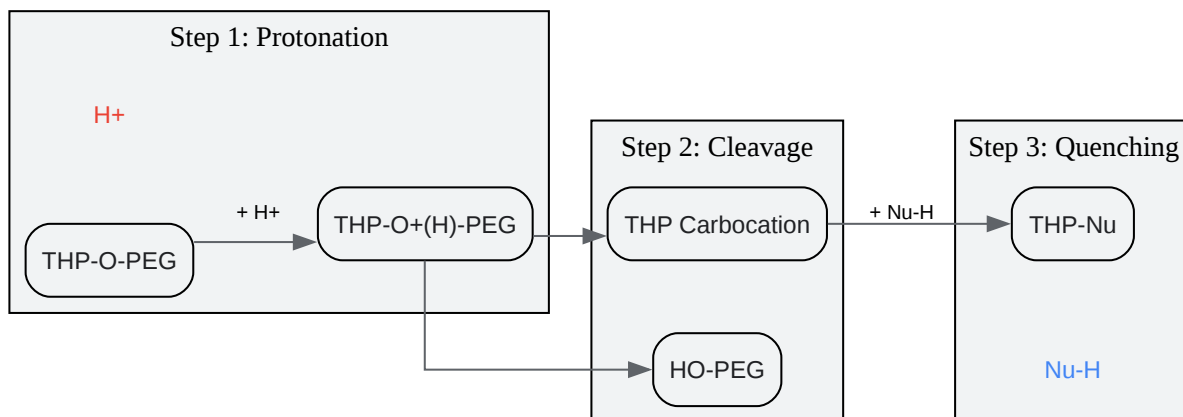 Step 1: Protonation
H+
THP-O-PEG
+ H+
THP-O+(H)-PEG
Step 2: Cleavage
THP Carbocation
HO-PEG
+ Nu-H
Step 3: Quenching
THP-Nu
Nu-H